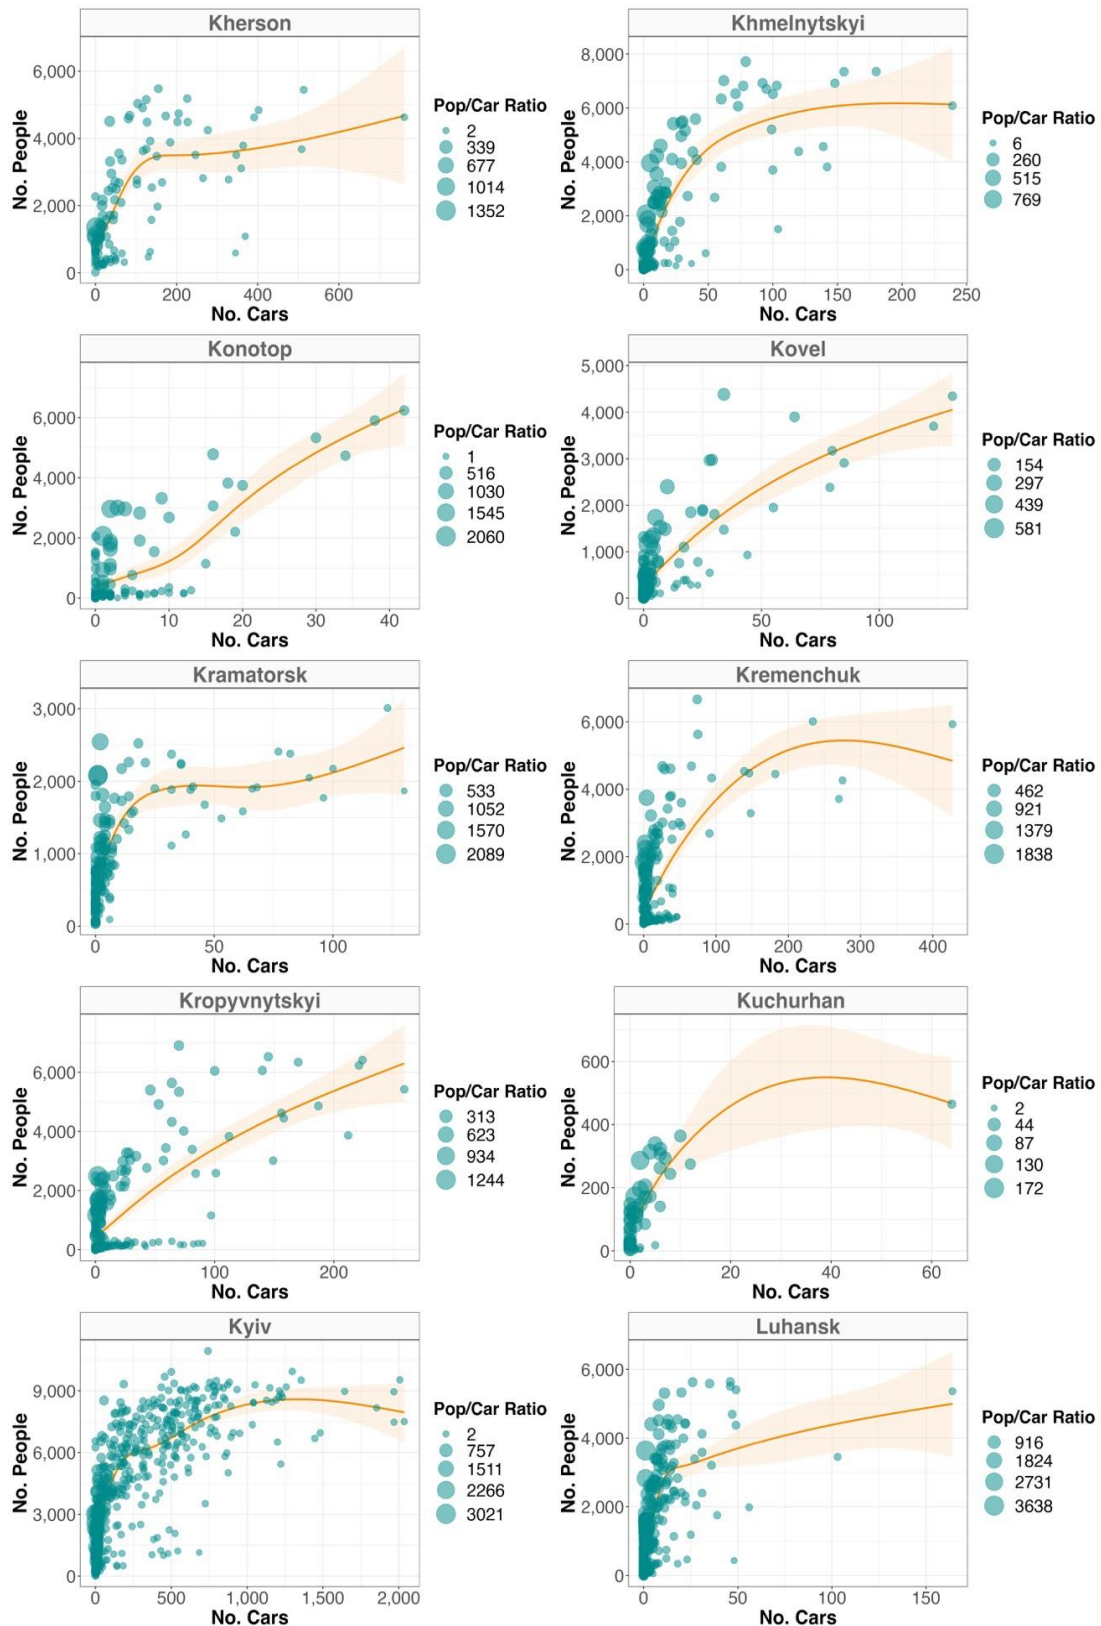 Kherson
No. People
6,000
4,000
2,000
0
0 200 400 600
No. Cars
Pop/Car Ratio
2
339
677
1014
1352
Khmelnytskyi
No. People
8,000
6,000
4,000
2,000
0
0 50 100 150 200 250
No. Cars
Pop/Car Ratio
6
260
515
769
Konotop
No. People
6,000
4,000
2,000
0
0 10 20 30 40
No. Cars
Pop/Car Ratio
1
516
1030
1545
2060
Kovel
No. People
5,000
4,000
3,000
2,000
1,000
0
0 50 100
No. Cars
Pop/Car Ratio
154
297
439
581
Kramatorsk
No. People
3,000
2,000
1,000
0
0 50 100
No. Cars
Pop/Car Ratio
533
1052
1570
2089
Kremenchuk
No. People
6,000
4,000
2,000
0
0 100 200 300 400
No. Cars
Pop/Car Ratio
462
921
1379
1838
Kropyvnytskyi
No. People
6,000
4,000
2,000
0
0 100 200
No. Cars
Pop/Car Ratio
313
623
934
1244
Kuchurhan
No. People
600
400
200
0
0 20 40 60
No. Cars
Pop/Car Ratio
2
44
87
130
172
Kyiv
No. People
9,000
6,000
3,000
0
0 500 1,000 1,500 2,000
No. Cars
Pop/Car Ratio
2
757
1511
2266
3021
Luhansk
No. People
6,000
4,000
2,000
0
0 50 100 150
No. Cars
Pop/Car Ratio
916
1824
2731
3638